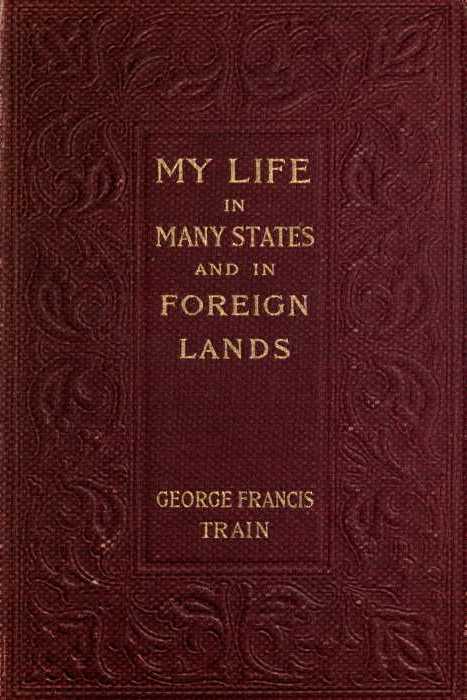 MY LIFE
IN
MANY STATES
AND IN
FOREIGN
LANDS
GEORGE FRANCIS
TRAIN